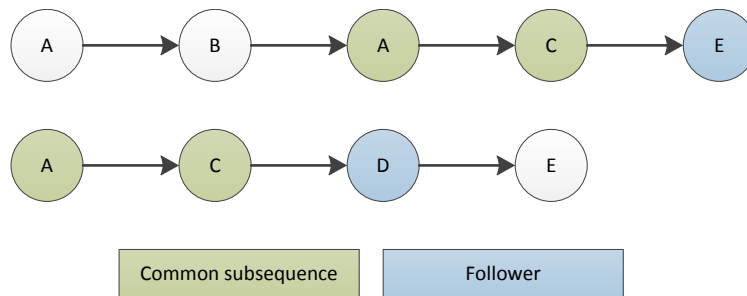 A B A C E
A C D E
Common subsequence Follower